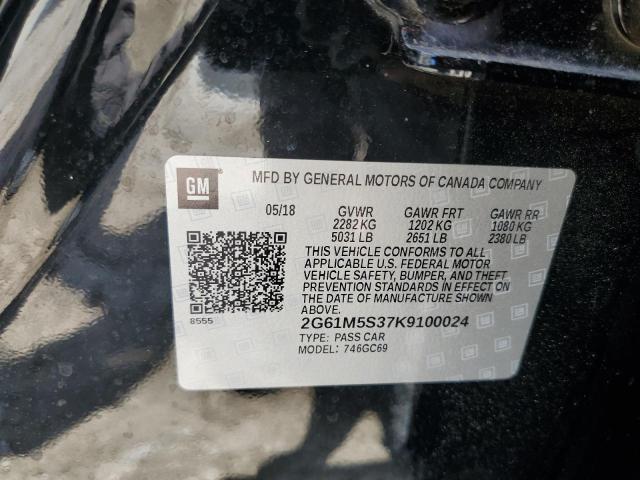 GM
MFD BY GENERAL MOTORS OF CANADA COMPANY
05/18 GVWR GAWR FRT GAWR RR
2282 KG 1202 KG 1080 KG
5031 LB 2651 LB 2380 LB
THIS VEHICLE CONFORMS TO ALL
APPLICABLE U.S. FEDERAL MOTOR
VEHICLE SAFETY, BUMPER, AND THEFT
PREVENTION STANDARDS IN EFFECT ON
THE DATE OF MANUFACTURE SHOWN
ABOVE.
8555
2G61M5S37K9100024
TYPE: PASS CAR
MODEL: 746GC69